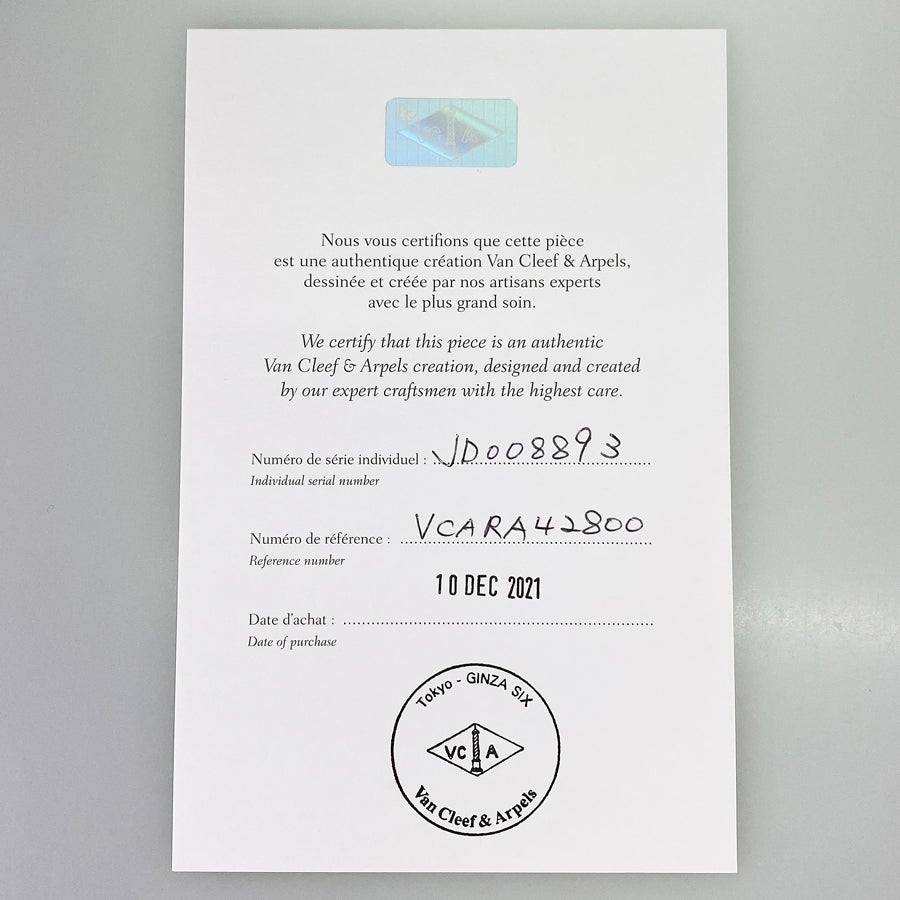 Nous vous certifions que cette pièce
est une authentique création Van Cleef & Arpels,
dessinée et créée par nos artisans experts
avec le plus grand soin.
We certify that this piece is an authentic
Van Cleef & Arpels creation, designed and created
by our expert craftsmen with the highest care.
Numéro de série individuel : JD008893
Individual serial number
Numéro de référence : VCARA42800
Reference number
10 DEC 2021
Date d'achat :
Date of purchase
Tokyo - GINZA SIX
VC A
Van Cleef & Arpels